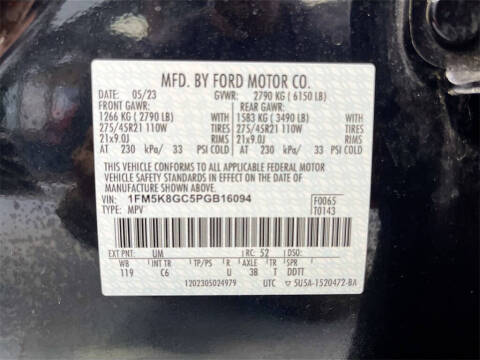 MFD. BY FORD MOTOR CO.
DATE: 05/23 GVWR: 2790 KG ( 6150 LB)
FRONT GAWR: REAR GAWR:
1266 KG ( 2790 LB) WITH 1583 KG ( 3490 LB) WITH
275/45R21 110W TIRES 275/45R21 110W TIRES
21x9.0J RIMS 21x9.0J RIMS
AT 230 kPa/ 33 PSI COLD AT 230 kPa/ 33 PSI COLD
THIS VEHICLE CONFORMS TO ALL APPLICABLE FEDERAL MOTOR
VEHICLE SAFETY STANDARDS IN EFFECT ON THE DATE OF
MANUFACTURE SHOWN ABOVE.
VIN: 1FM5K8GC5PGB16094 F0065
TYPE: MPV T0143
EXT PNT: UM RC: 52 DSO:
WB INT TR TP/PS R AXLE TR SPR
119 C6 U 38 T DDTT
1202305024979 UTC ▽ 5U5A-1520472-BA